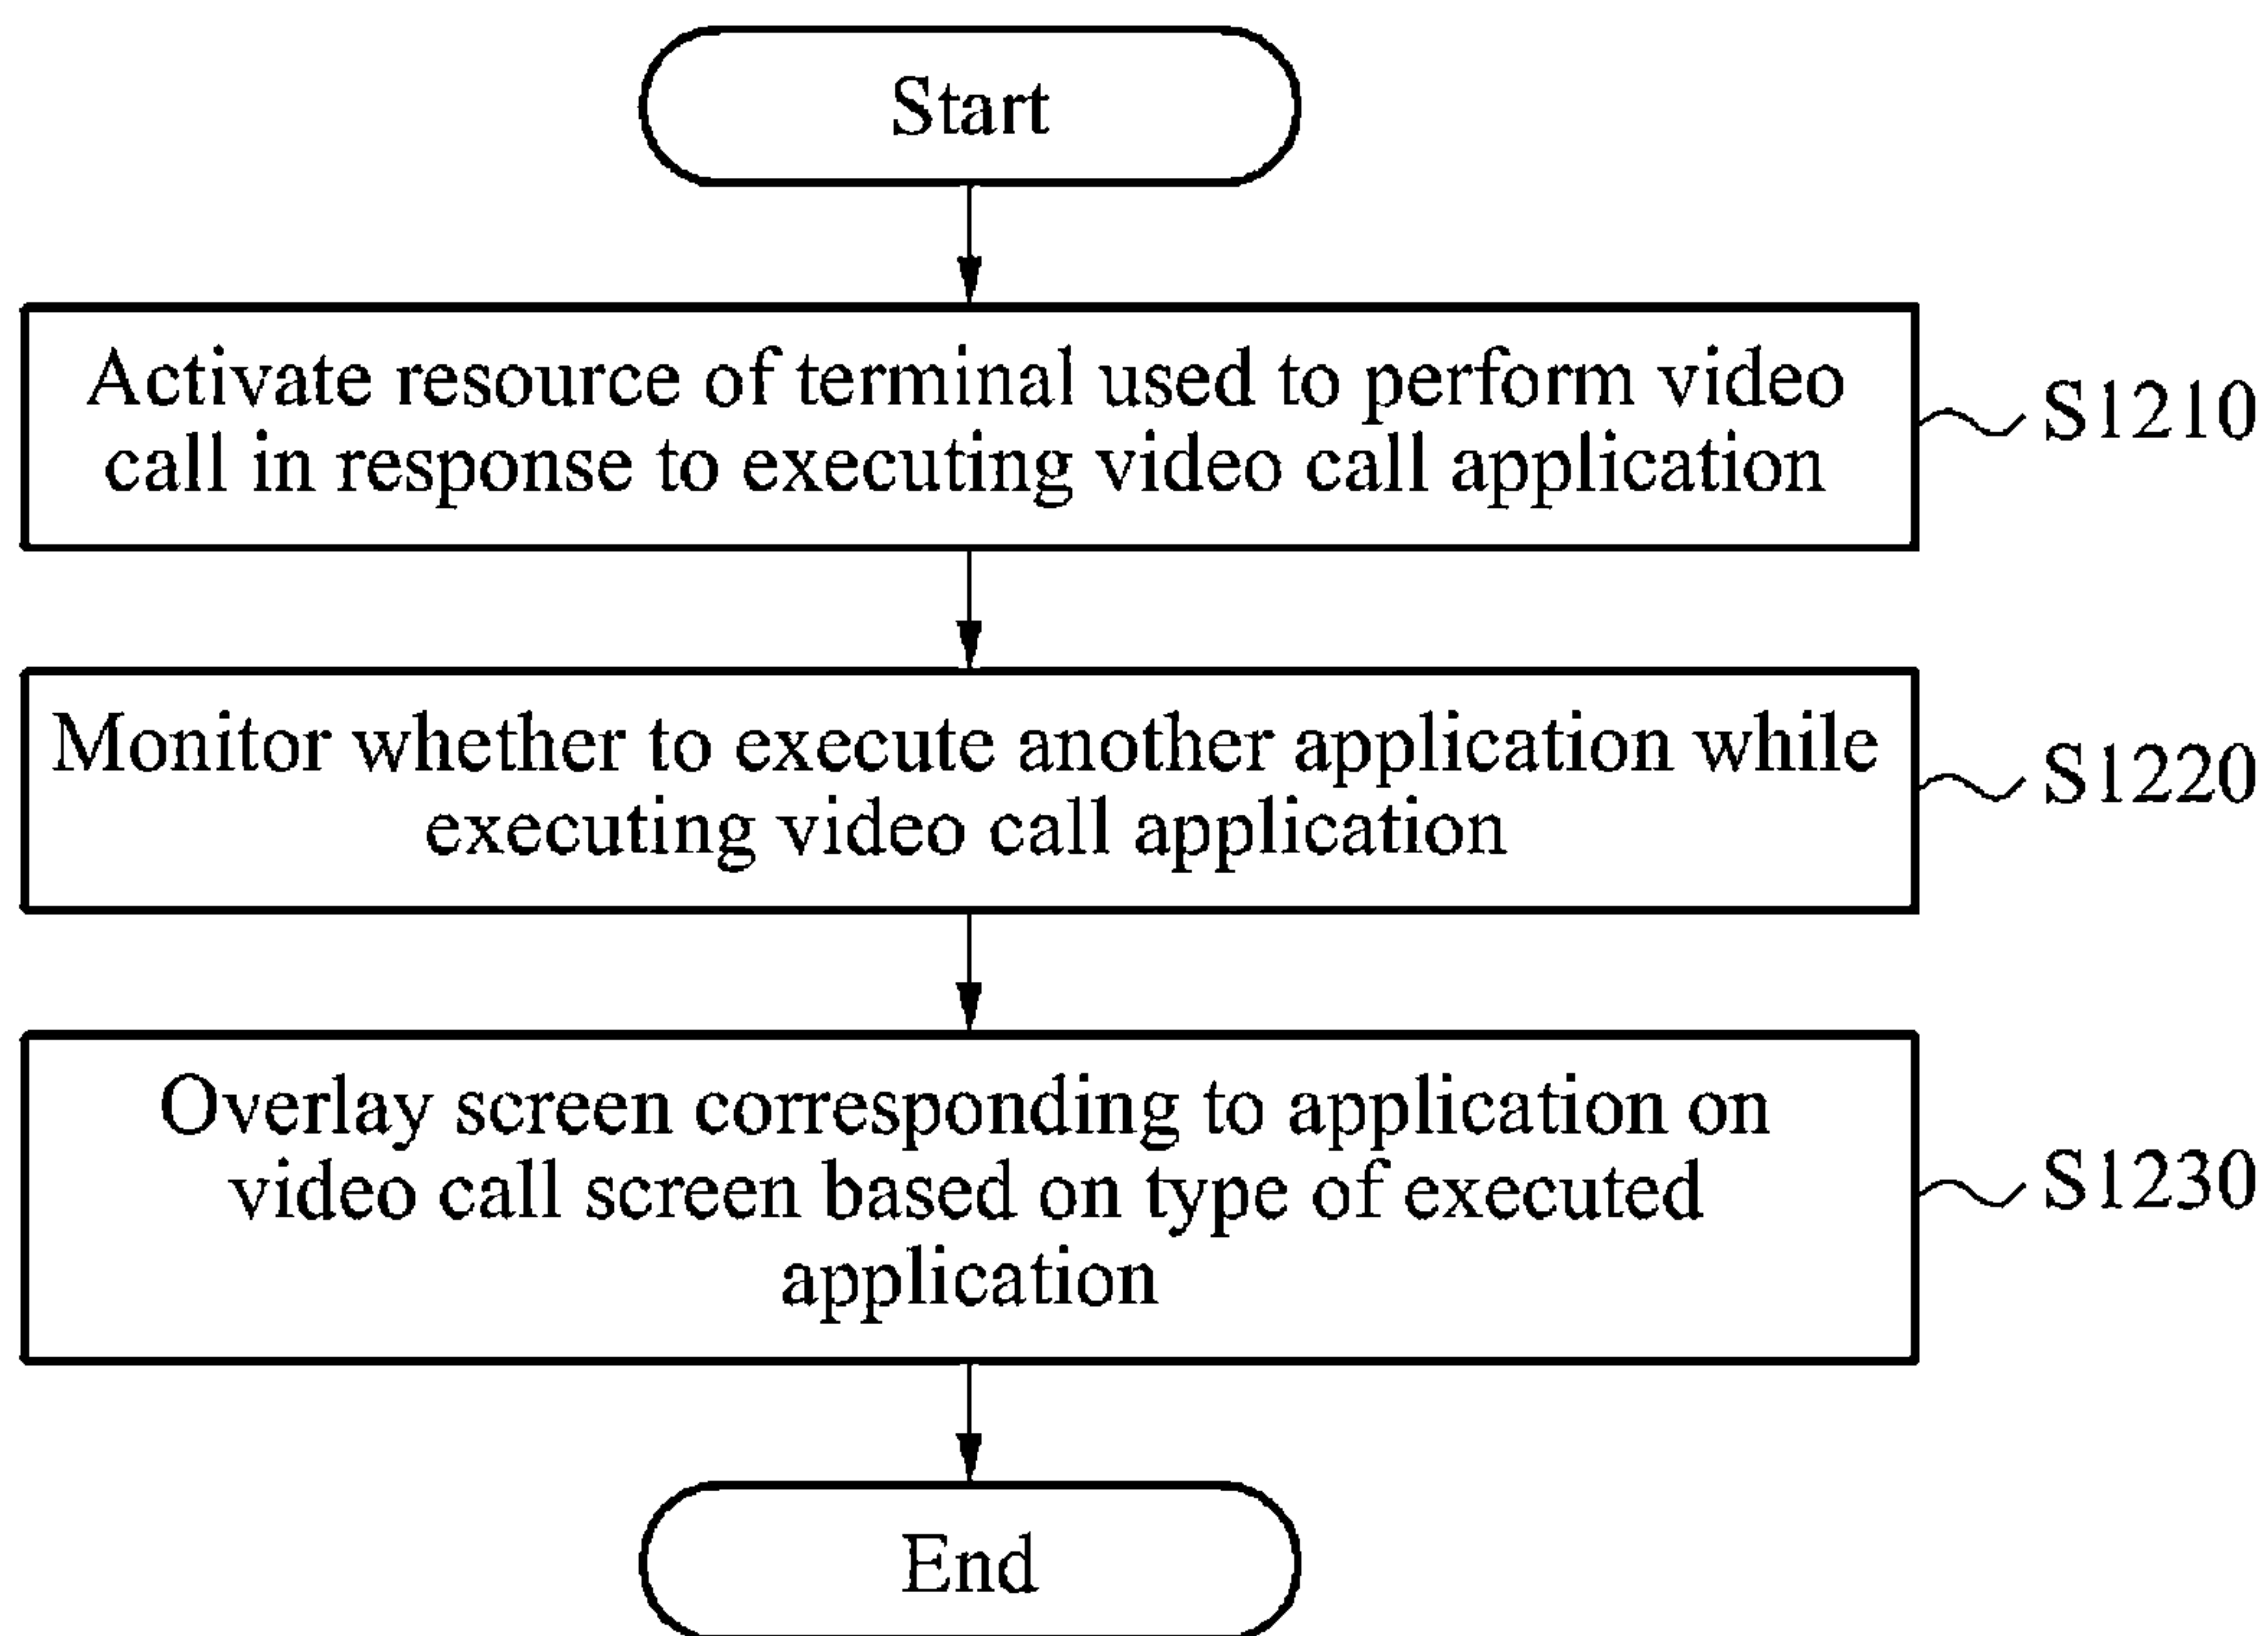 Start
Activate resource of terminal used to perform video
call in response to executing video call application
S1210
Monitor whether to execute another application while
executing video call application
S1220
Overlay screen corresponding to application on
video call screen based on type of executed
application
S1230
End